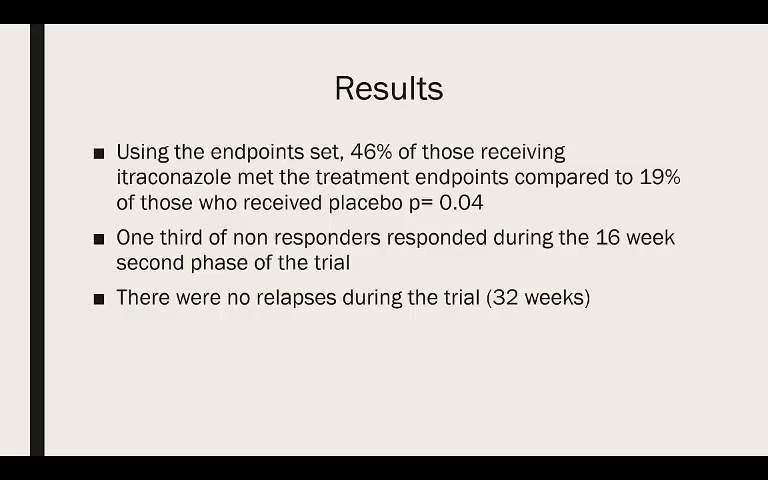 Results
■ Using the endpoints set, 46% of those receiving
itraconazole met the treatment endpoints compared to 19%
of those who received placebo p= 0.04
■ One third of non responders responded during the 16 week
second phase of the trial
■ There were no relapses during the trial (32 weeks)